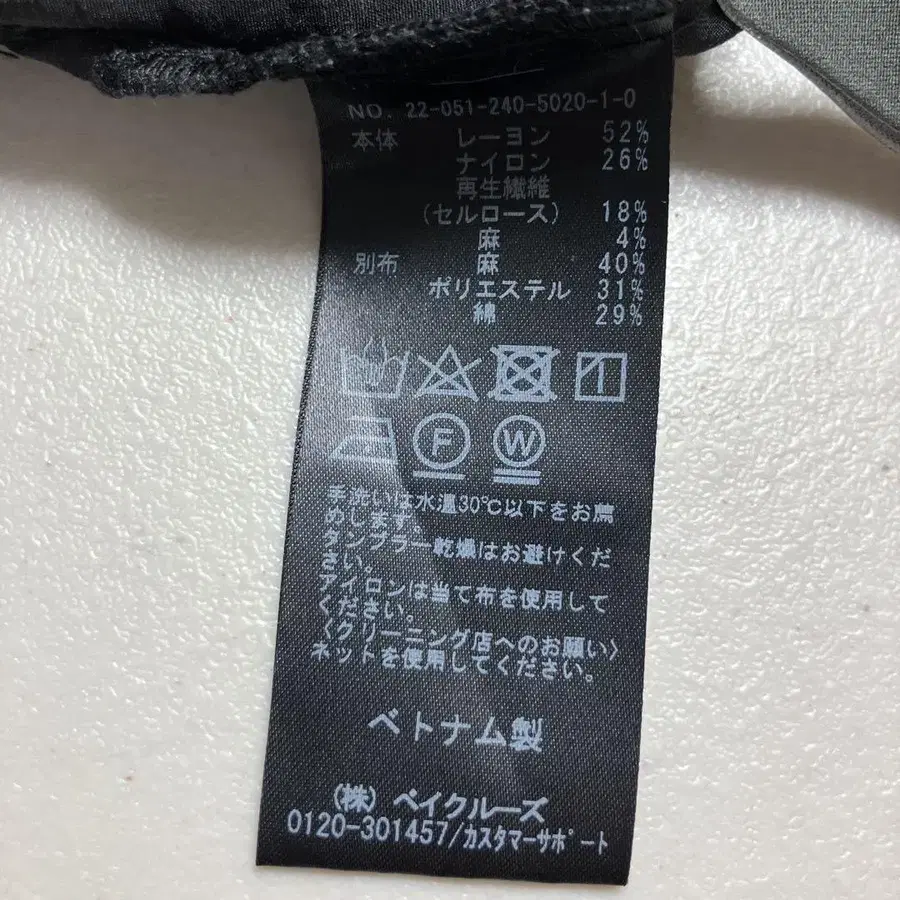 NO. 22-051-240-5020-1-0
本体 レーヨン 52%
ナイロン 26%
再生繊維
(セルロース) 18%
麻 4%
別布 麻 40%
ポリエステル 31%
綿 29%
F W
手洗いは水温30℃以下をお薦
めします。
タンブラー乾燥はお避けくだ
さい。
アイロンは当て布を使用して
ください。
〈クリーニング店へのお願い〉
ネットを使用してください。
ベトナム製
(株) ベイクルーズ
0120-301457/カスタマーサポート